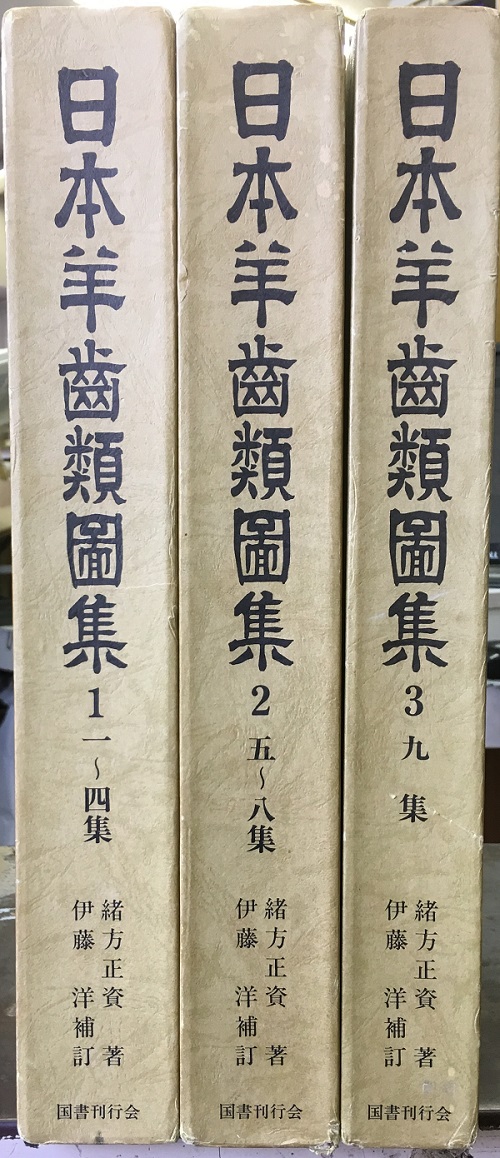 日本羊齒類圖集
1
一~四集
緒方正資 著
伊藤 洋補訂
国書刊行会
日本羊齒類圖集
2
五~八集
緒方正資 著
伊藤 洋補訂
国書刊行会
日本羊齒類圖集
3
九 集
緒方正資 著
伊藤 洋補訂
国書刊行会